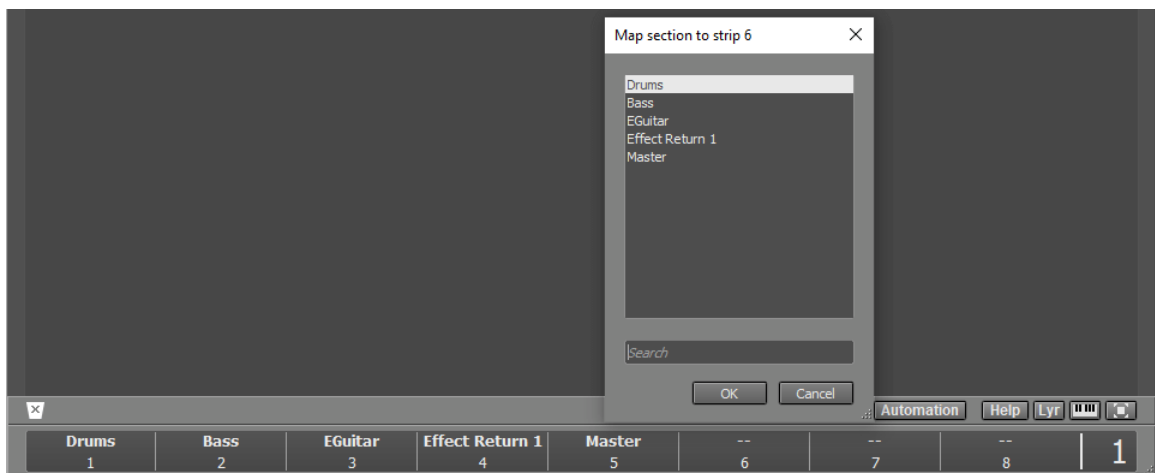 Map section to strip 6
Drums
Bass
EGuitar
Effect Return 1
Master
Search
OK Cancel
Automation Help Lyr
Drums Bass EGuitar Effect Return 1 Master -- -- -- 1
1 2 3 4 5 6 7 8